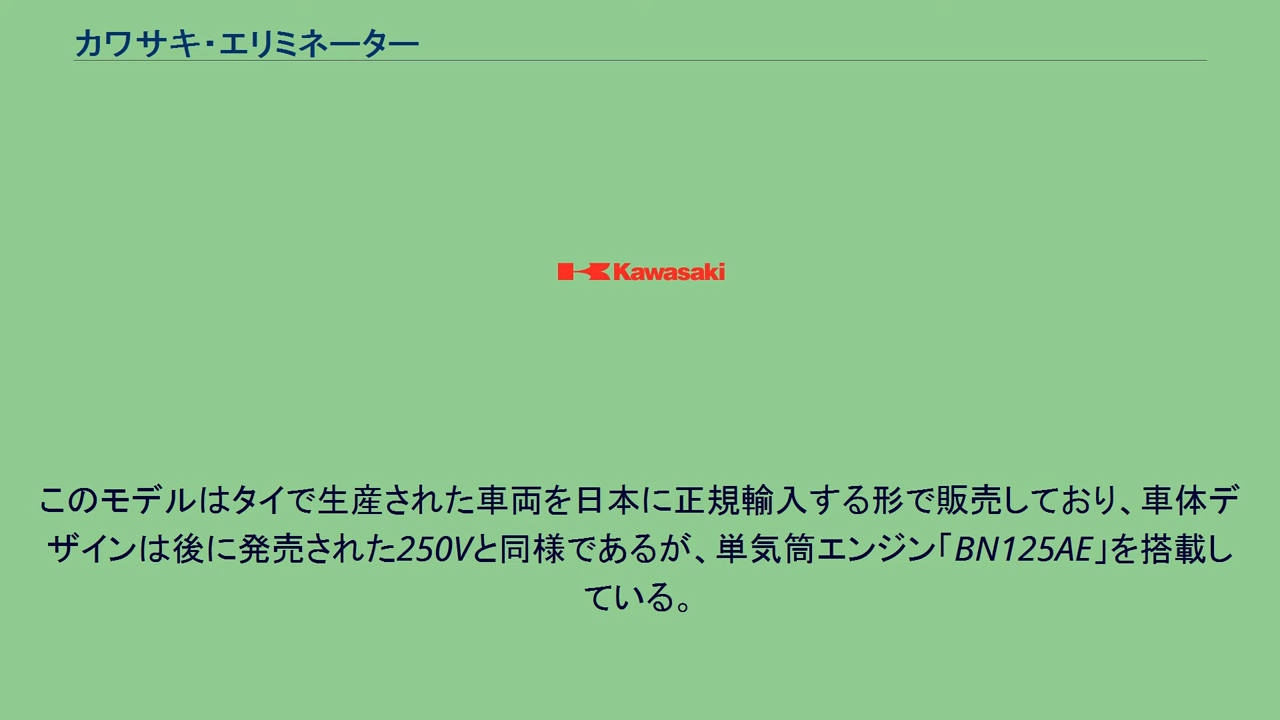 カワサキ・エリミネーター
Kawasaki
このモデルはタイで生産された車両を日本に正規輸入する形で販売しており、車体デ
ザインは後に発売された250Vと同様であるが、単気筒エンジン「BN125AE」を搭載し
ている。